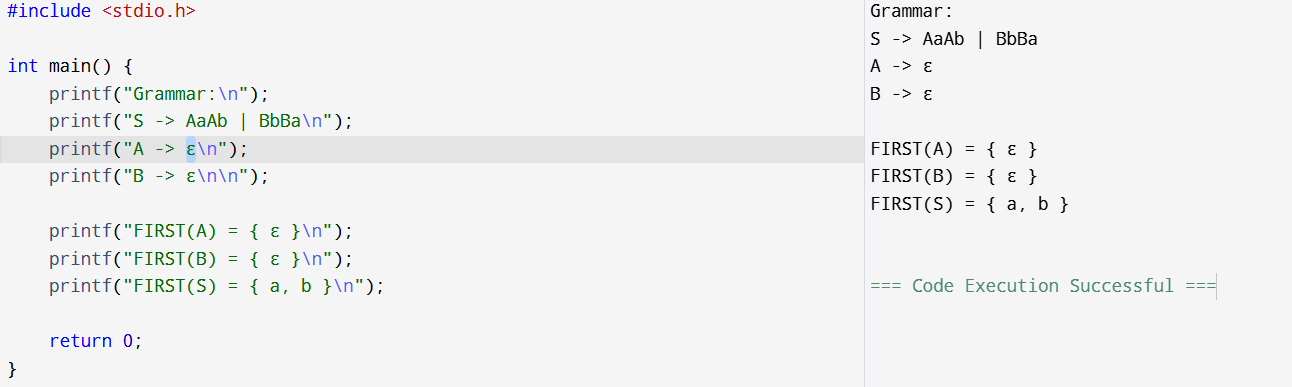 #include <stdio.h>
int main() {
printf("Grammar:\n");
printf("S -> AaAb | BbBa\n");
printf("A -> ε\n");
printf("B -> ε\n\n");
printf("FIRST(A) = { ε }\n");
printf("FIRST(B) = { ε }\n");
printf("FIRST(S) = { a, b }\n");
return 0;
}
Grammar:
S -> AaAb | BbBa
A -> ε
B -> ε
FIRST(A) = { ε }
FIRST(B) = { ε }
FIRST(S) = { a, b }
=== Code Execution Successful ===